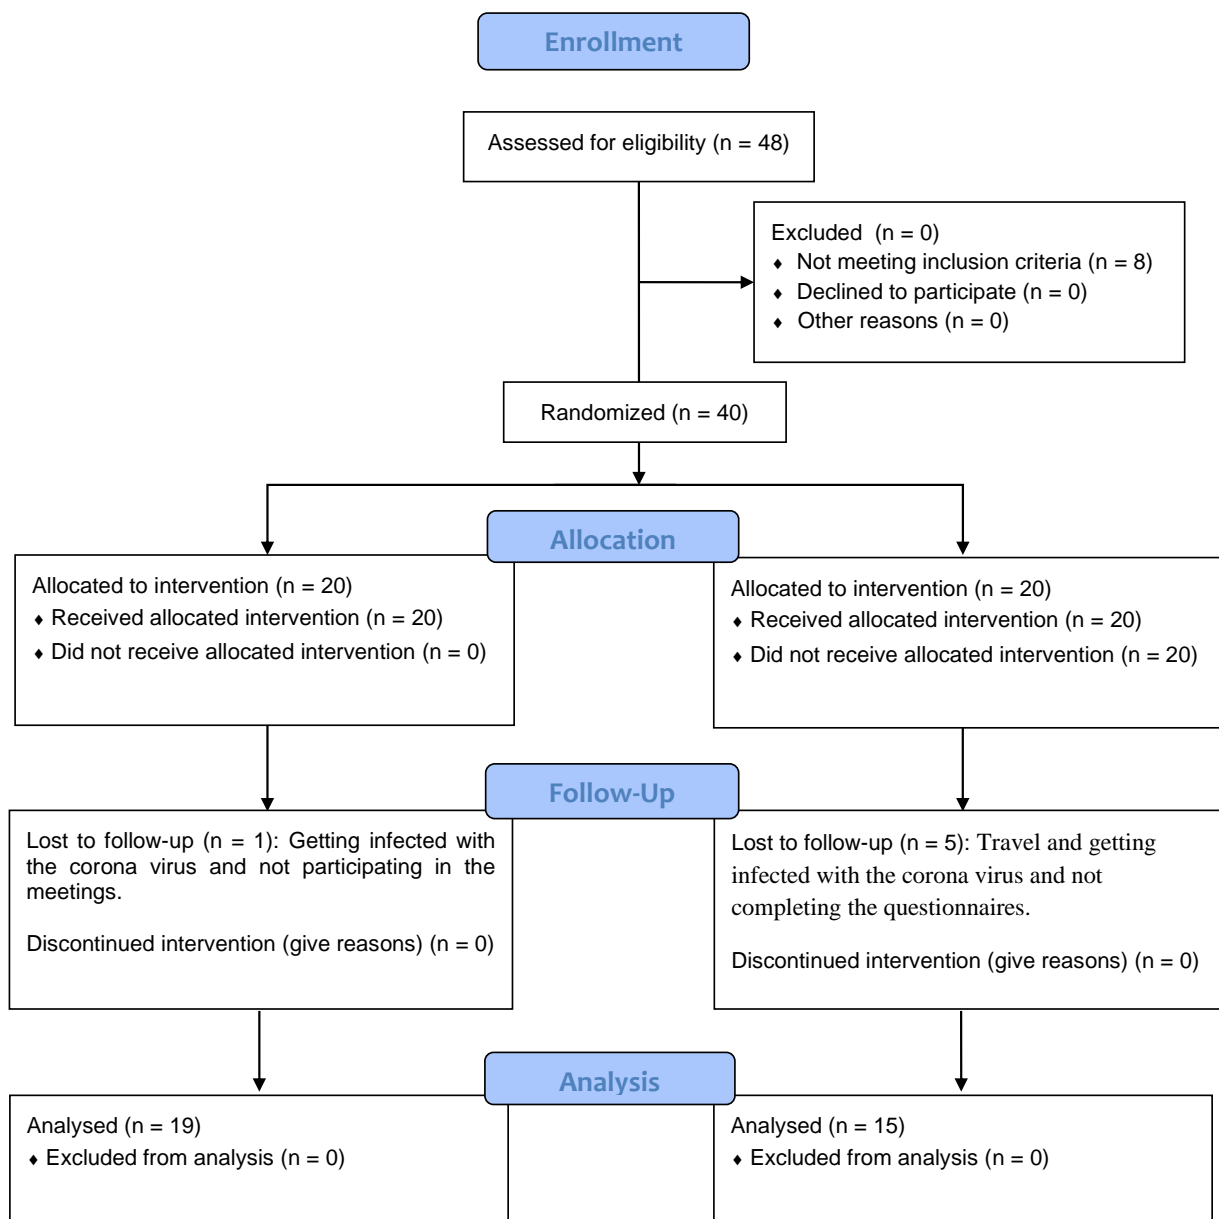 Enrollment
Assessed for eligibility (n = 48)
Excluded (n = 0)
♦ Not meeting inclusion criteria (n = 8)
♦ Declined to participate (n = 0)
♦ Other reasons (n = 0)
Randomized (n = 40)
Allocation
Allocated to intervention (n = 20)
♦ Received allocated intervention (n = 20)
♦ Did not receive allocated intervention (n = 0)
Allocated to intervention (n = 20)
♦ Received allocated intervention (n = 20)
♦ Did not receive allocated intervention (n = 20)
Follow-Up
Lost to follow-up (n = 1): Getting infected with
the corona virus and not participating in the
meetings.
Discontinued intervention (give reasons) (n = 0)
Lost to follow-up (n = 5): Travel and getting
infected with the corona virus and not
completing the questionnaires.
Discontinued intervention (give reasons) (n = 0)
Analysis
Analysed (n = 19)
♦ Excluded from analysis (n = 0)
Analysed (n = 15)
♦ Excluded from analysis (n = 0)